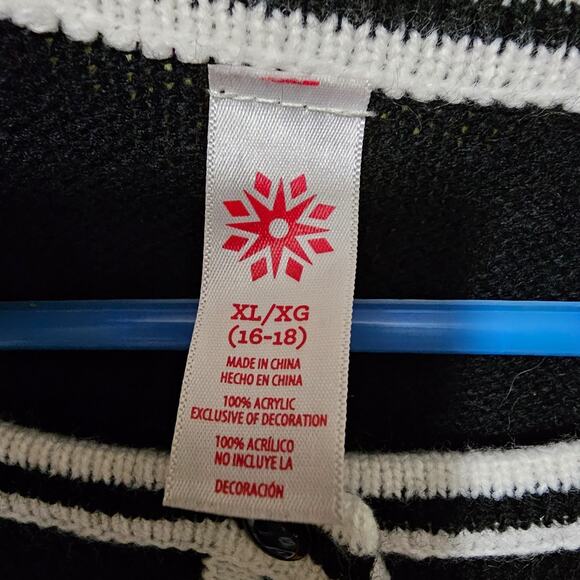 XL/XG
(16-18)
MADE IN CHINA
HECHO EN CHINA
100% ACRYLIC
EXCLUSIVE OF DECORATION
100% ACRÍLICO
NO INCLUYE LA
DECORACIÓN